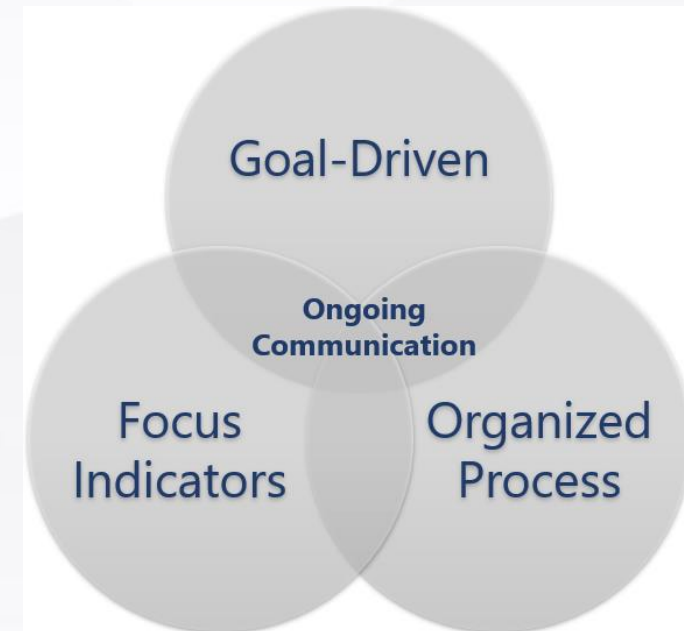 Goal-Driven
Ongoing
Communication
Focus
Indicators
Organized
Process